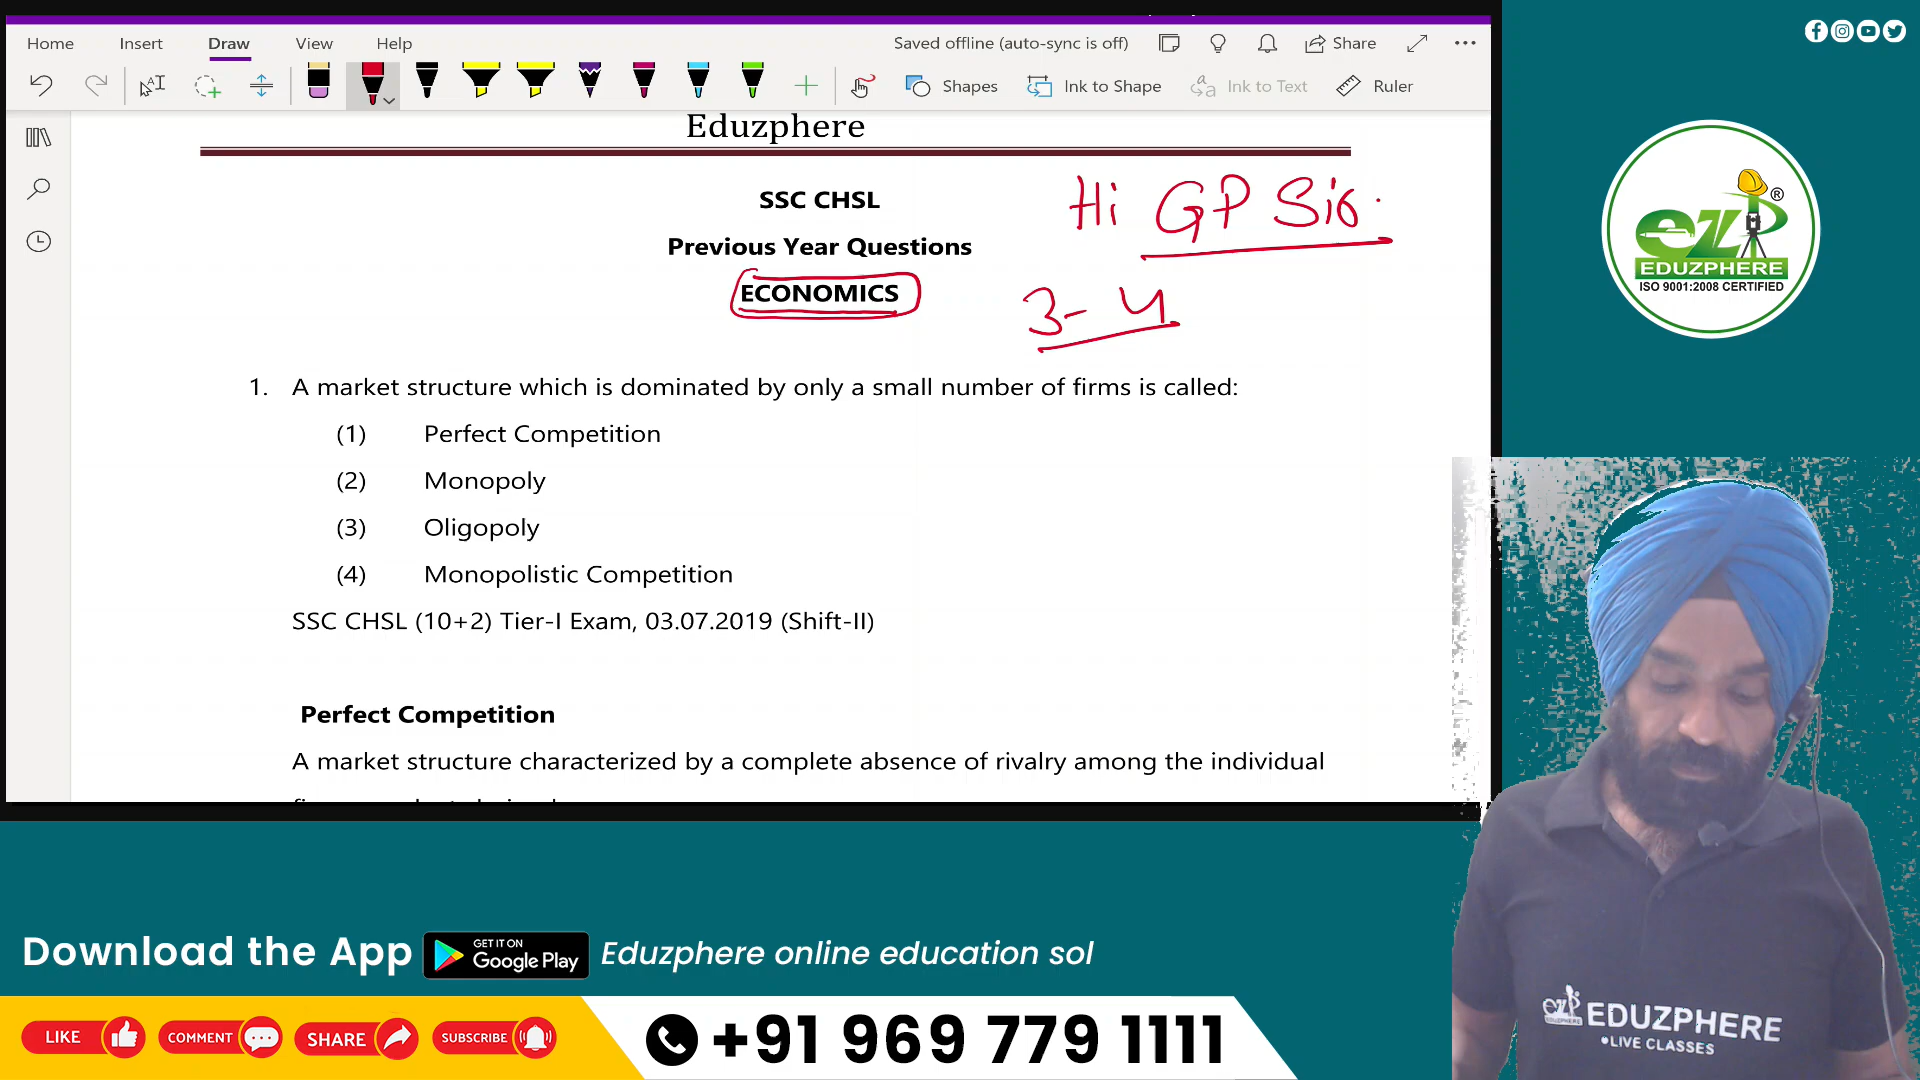 Home Insert Draw View Help Saved offline (auto-sync is off) Share
Shapes Ink to Shape Ink to Text Ruler
Eduzphere
SSC CHSL
Hi GP Sir.
Previous Year Questions
ECONOMICS
3- 4
1. A market structure which is dominated by only a small number of firms is called:
(1) Perfect Competition
(2) Monopoly
(3) Oligopoly
(4) Monopolistic Competition
SSC CHSL (10+2) Tier-I Exam, 03.07.2019 (Shift-II)
Perfect Competition
A market structure characterized by a complete absence of rivalry among the individual
ezp ®
EDUZPHERE
ISO 9001:2008 CERTIFIED
EDUZPHERE
LIVE CLASSES
Download the App GET IT ON Google Play Eduzphere online education sol
LIKE COMMENT SHARE SUBSCRIBE +91 969 779 1111